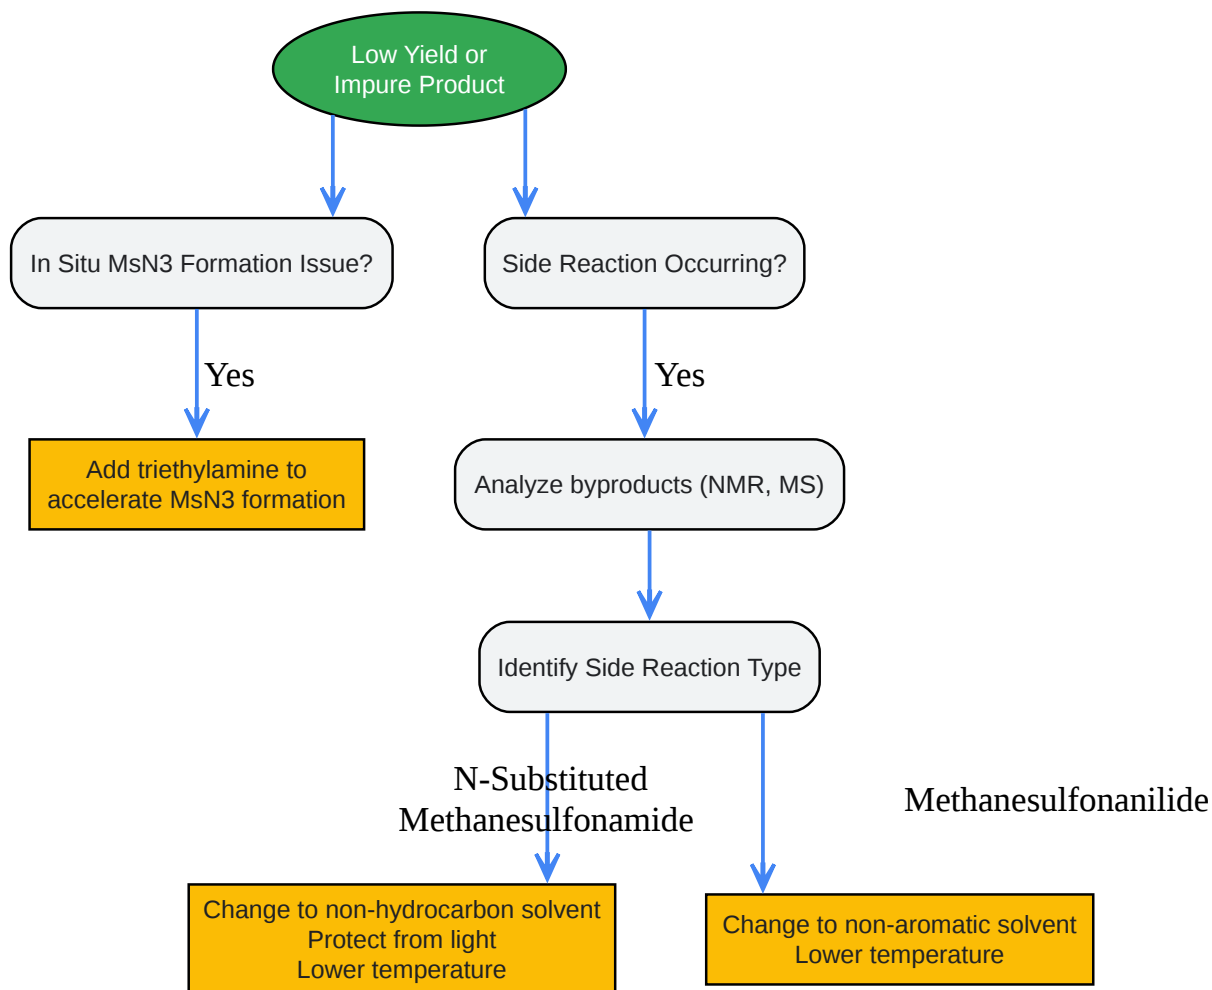 Low Yield or
Impure Product
In Situ MsN3 Formation Issue?
Side Reaction Occurring?
Yes
Yes
Add triethylamine to
accelerate MsN3 formation
Analyze byproducts (NMR, MS)
Identify Side Reaction Type
N-Substituted
Methanesulfonamide
Methanesulfonanilide
Change to non-hydrocarbon solvent
Protect from light
Lower temperature
Change to non-aromatic solvent
Lower temperature